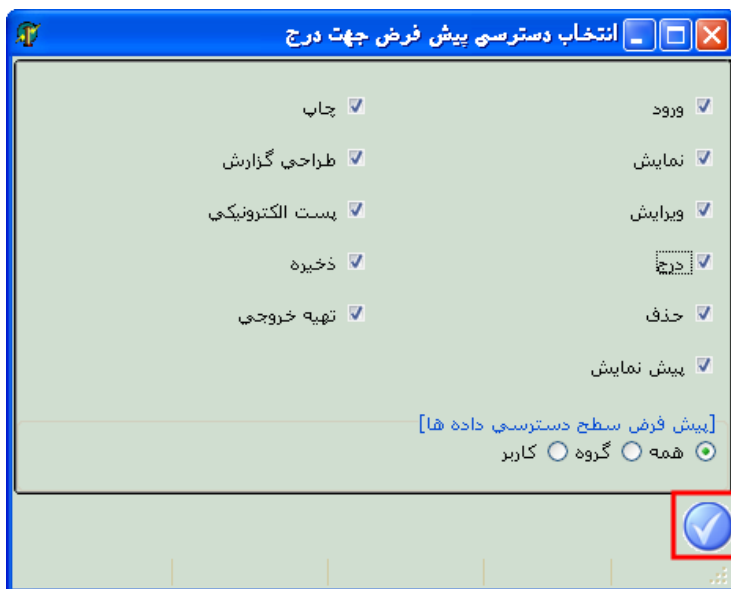 انتخاب دسترسي پيش فرض جهت درج
ورود
چاپ
نمايش
طراحي گزارش
ويرايش
پست الكترونيكي
درج
ذخيره
حذف
تهيه خروجي
پيش نمايش
[پيش فرض سطح دسترسي داده ها]
همه گروه كاربر